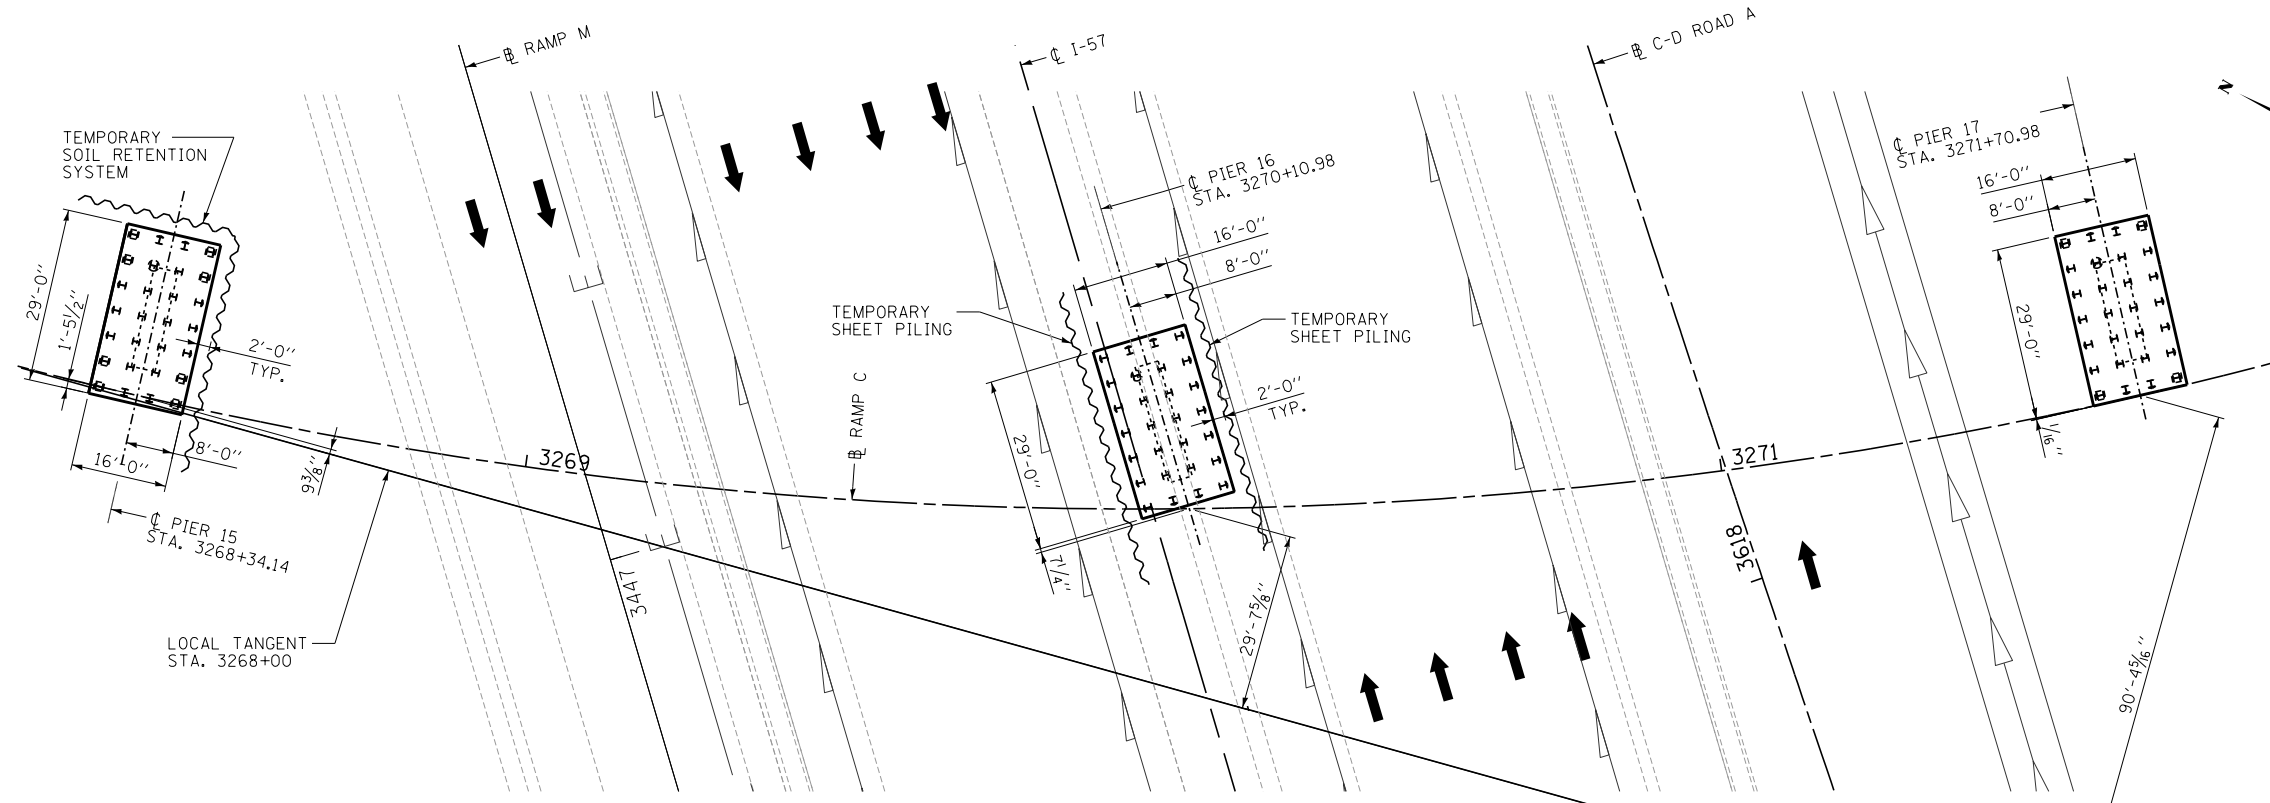 ℄ RAMP M
℄ I-57
℄ C-D ROAD A
N
TEMPORARY
SOIL RETENTION
SYSTEM
℄ PIER 16
STA. 3270+10.98
℄ PIER 17
STA. 3271+70.98
16'-0"
8'-0"
16'-0"
8'-0"
29'-0"
1'-5½"
2'-0"
TYP.
TEMPORARY
SHEET PILING
TEMPORARY
SHEET PILING
29'-0"
2'-0"
TYP.
℄ RAMP C
29'-0"
8'-0"
16'-0"
9⅜"
3269
3271
1/16"
℄ PIER 15
STA. 3268+34.14
7¼"
3618
3447
29'-7⅝"
LOCAL TANGENT
STA. 3268+00
90'-4 5/16"